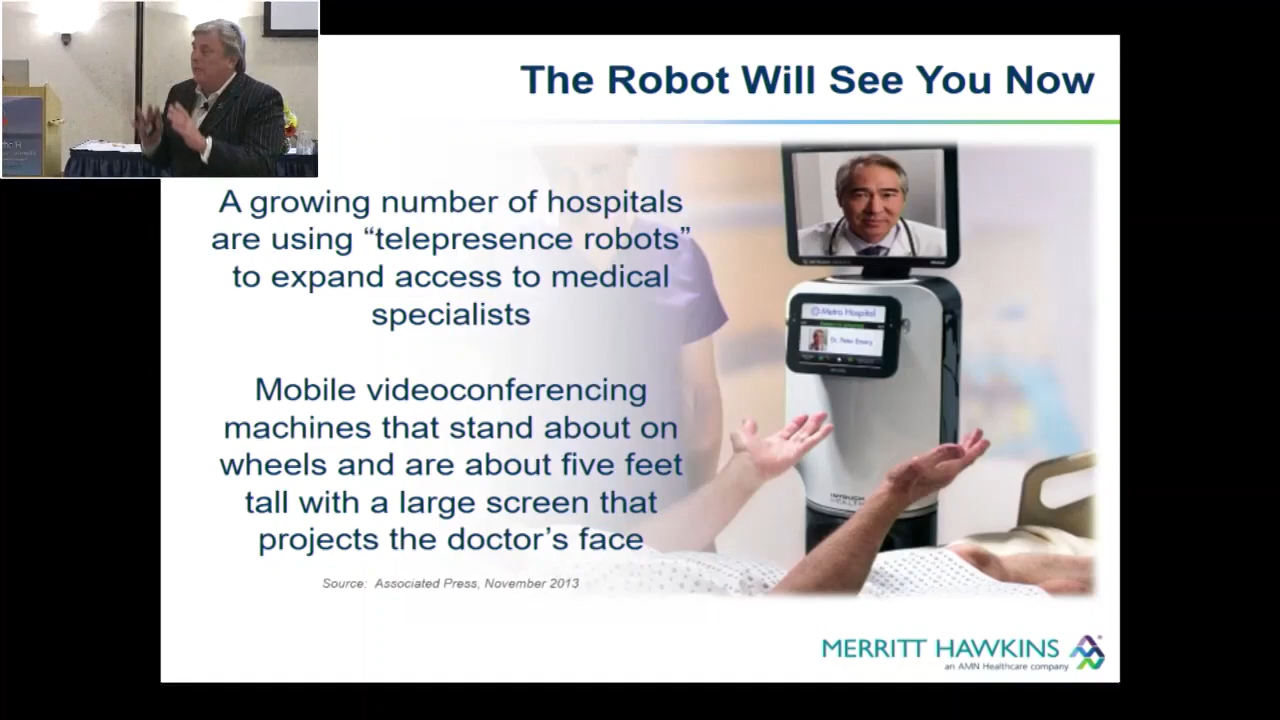 The Robot Will See You Now
A growing number of hospitals
are using “telepresence robots”
to expand access to medical
specialists
Mobile videoconferencing
machines that stand about on
wheels and are about five feet
tall with a large screen that
projects the doctor’s face
Source: Associated Press, November 2013
Metro Hospital
Dr. Peter Emery
INTOUCH
HEALTH
MERRITT HAWKINS
an AMN Healthcare company